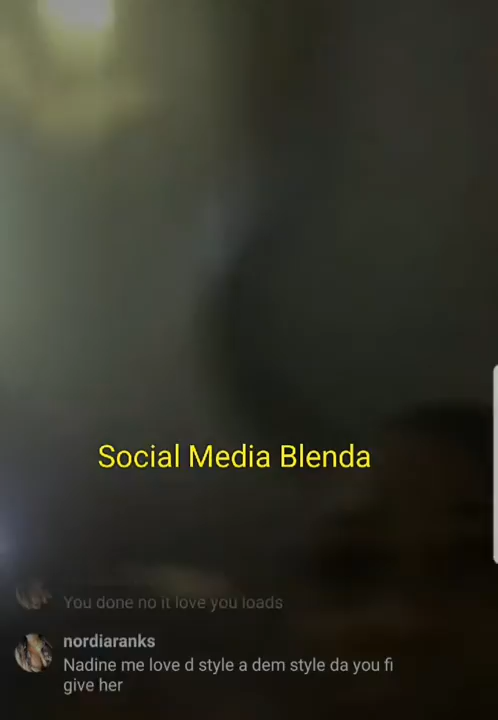 Social Media Blenda
You done no it love you loads
nordiaranks
Nadine me love d style a dem style da you fi
give her